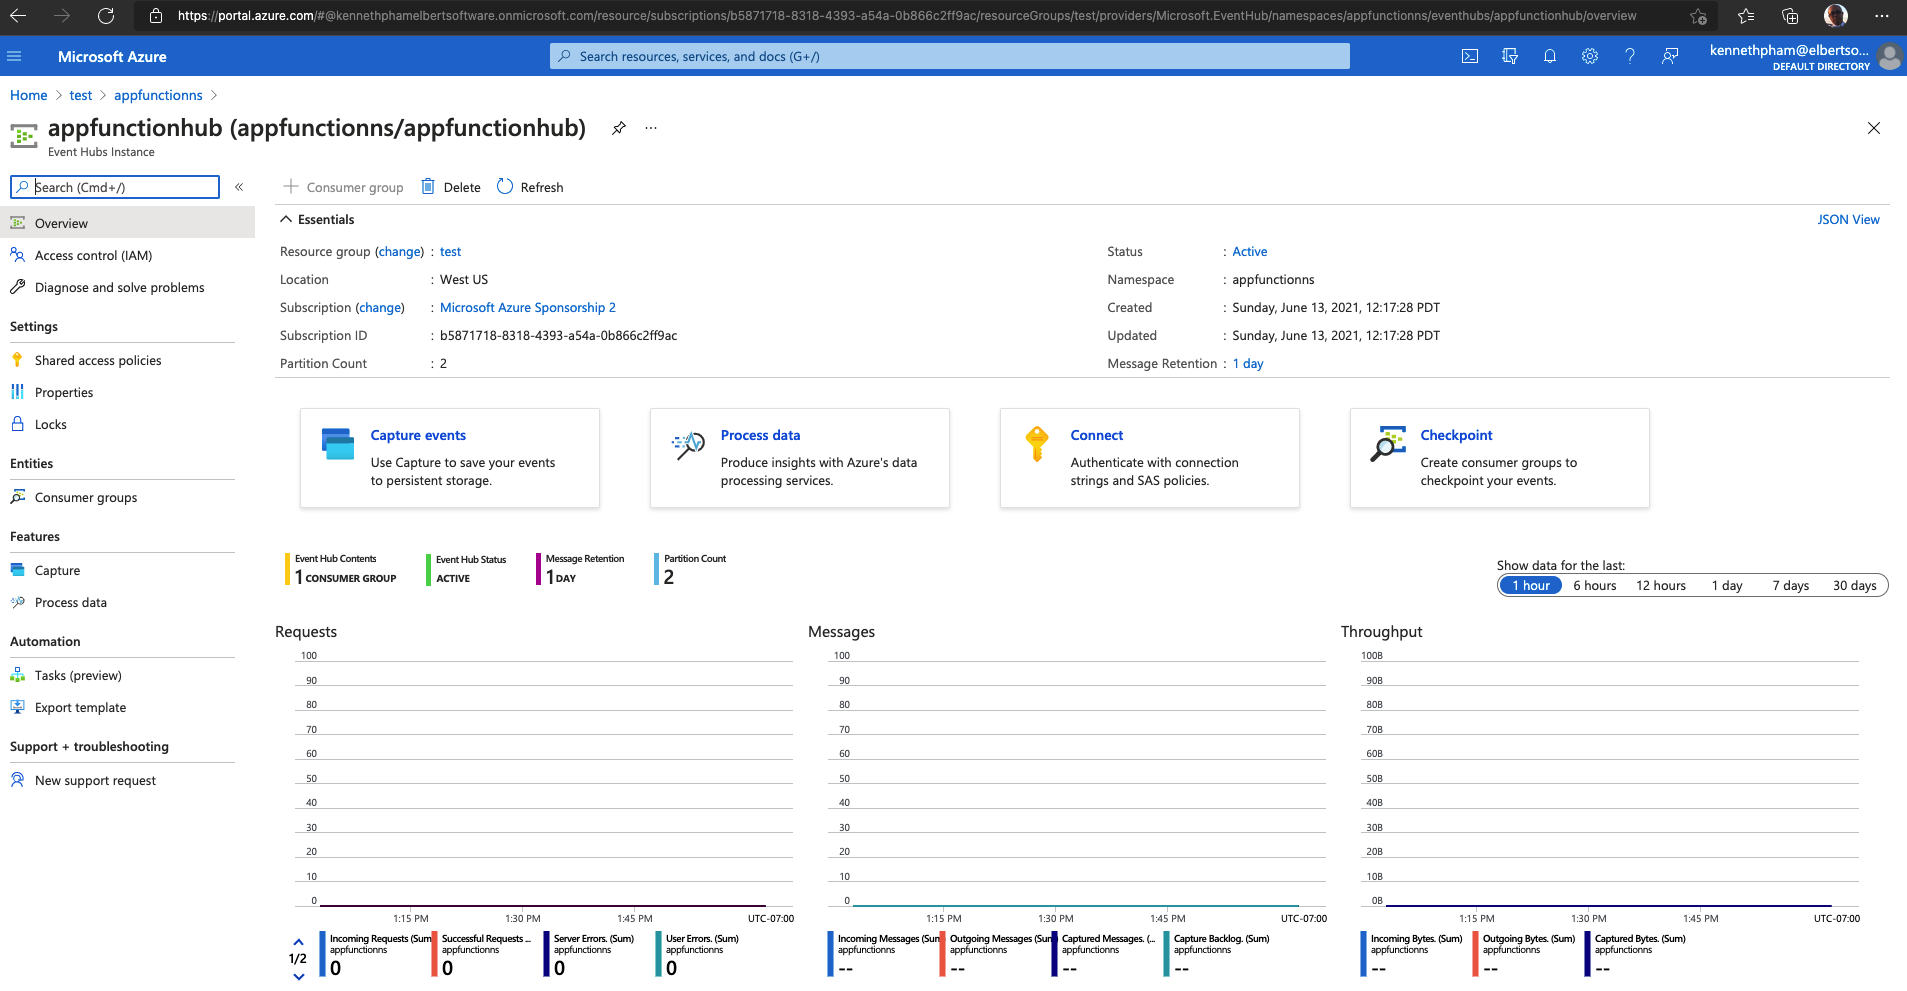 https://portal.azure.com/#@kennethphamelbertsoftware.onmicrosoft.com/resource/subscriptions/b5871718-8318-4393-a54a-0b866c2ff9ac/resourceGroups/test/providers/Microsoft.EventHub/namespaces/appfunctionns/eventhubs/appfunctionhub/overview
Microsoft Azure
Search resources, services, and docs (G+/)
kennethpham@elbertso...
DEFAULT DIRECTORY
Home > test > appfunctionns >
appfunctionhub (appfunctionns/appfunctionhub)
Event Hubs Instance
Search (Cmd+/)
«
Overview
Access control (IAM)
Diagnose and solve problems
Settings
Shared access policies
Properties
Locks
Entities
Consumer groups
Features
Capture
Process data
Automation
Tasks (preview)
Export template
Support + troubleshooting
New support request
Consumer group Delete Refresh
Essentials
JSON View
Resource group (change) : test
Location : West US
Subscription (change) : Microsoft Azure Sponsorship 2
Subscription ID : b5871718-8318-4393-a54a-0b866c2ff9ac
Partition Count : 2
Status : Active
Namespace : appfunctionns
Created : Sunday, June 13, 2021, 12:17:28 PDT
Updated : Sunday, June 13, 2021, 12:17:28 PDT
Message Retention : 1 day
Capture events
Use Capture to save your events
to persistent storage.
Process data
Produce insights with Azure's data
processing services.
Connect
Authenticate with connection
strings and SAS policies.
Checkpoint
Create consumer groups to
checkpoint your events.
Event Hub Contents
1 CONSUMER GROUP
Event Hub Status
ACTIVE
Message Retention
1 DAY
Partition Count
2
Show data for the last:
1 hour 6 hours 12 hours 1 day 7 days 30 days
Requests
100
90
80
70
60
50
40
30
20
10
0
1:15 PM 1:30 PM 1:45 PM UTC-07:00
1/2
Incoming Requests (Sum
appfunctionns
0
Successful Requests ...
appfunctionns
0
Server Errors. (Sum)
appfunctionns
0
User Errors. (Sum)
appfunctionns
0
Messages
100
90
80
70
60
50
40
30
20
10
0
1:15 PM 1:30 PM 1:45 PM UTC-07:00
Incoming Messages (Sum
appfunctionns
--
Outgoing Messages (Sum
appfunctionns
--
Captured Messages. (...
appfunctionns
--
Capture Backlog. (Sum)
appfunctionns
--
Throughput
100B
90B
80B
70B
60B
50B
40B
30B
20B
10B
0B
1:15 PM 1:30 PM 1:45 PM UTC-07:00
Incoming Bytes. (Sum)
appfunctionns
--
Outgoing Bytes. (Sum)
appfunctionns
--
Captured Bytes. (Sum)
appfunctionns
--